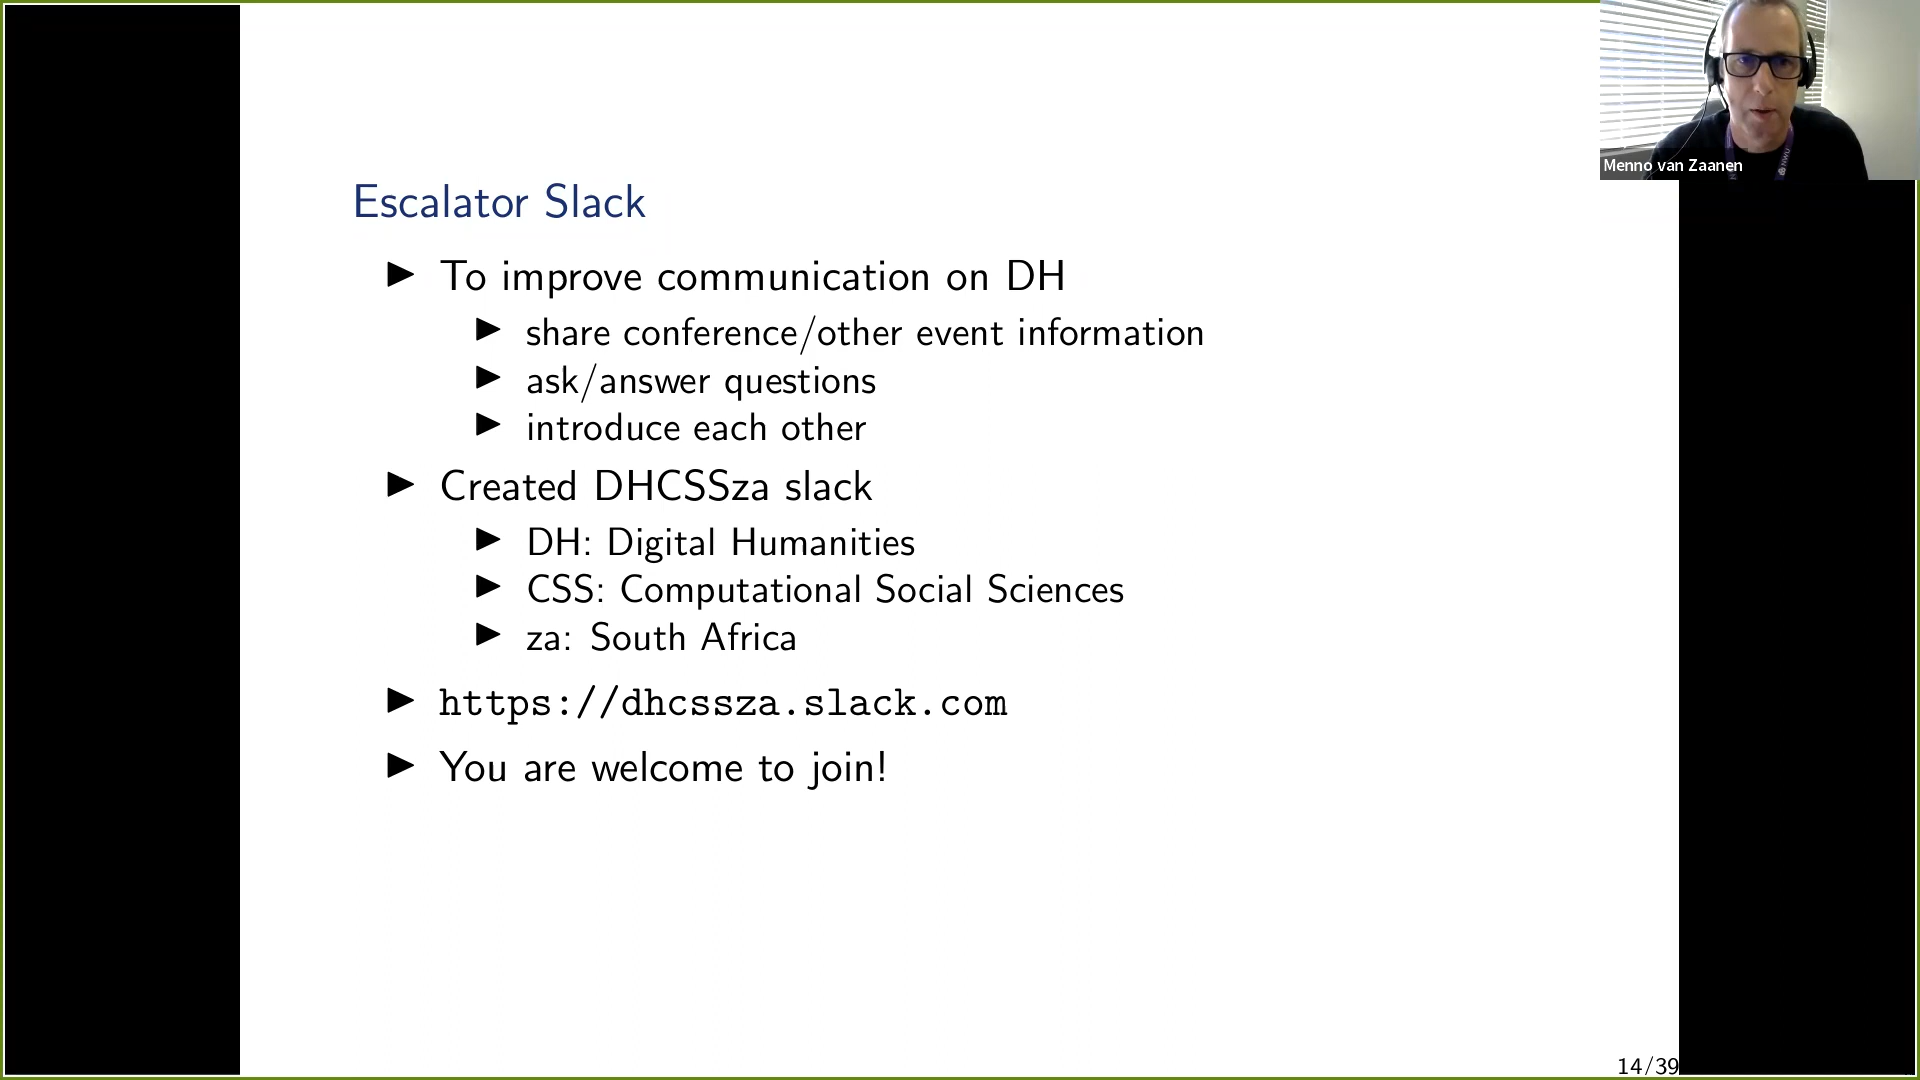 Menno van Zaanen
Escalator Slack
▶ To improve communication on DH
▶ share conference/other event information
▶ ask/answer questions
▶ introduce each other
▶ Created DHCSSza slack
▶ DH: Digital Humanities
▶ CSS: Computational Social Sciences
▶ za: South Africa
▶ https://dhcssza.slack.com
▶ You are welcome to join!
14/39